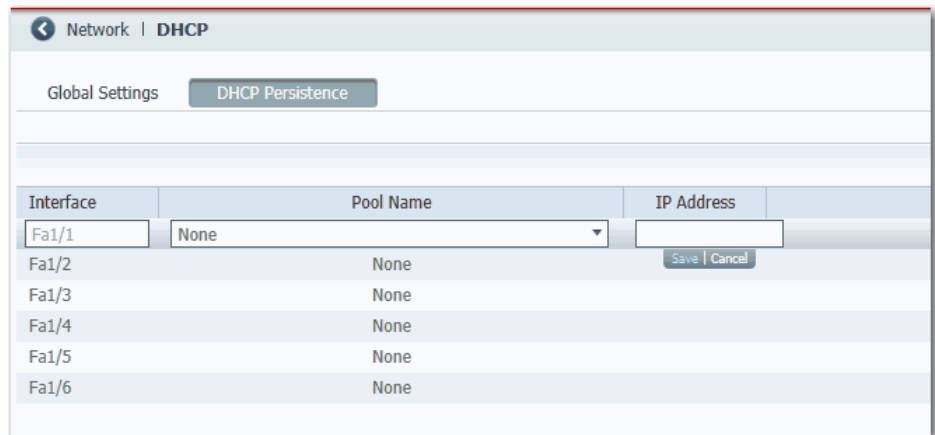 Network | DHCP
Global Settings DHCP Persistence
Interface Pool Name IP Address
Fa1/1 None
Save | Cancel
Fa1/2 None
Fa1/3 None
Fa1/4 None
Fa1/5 None
Fa1/6 None